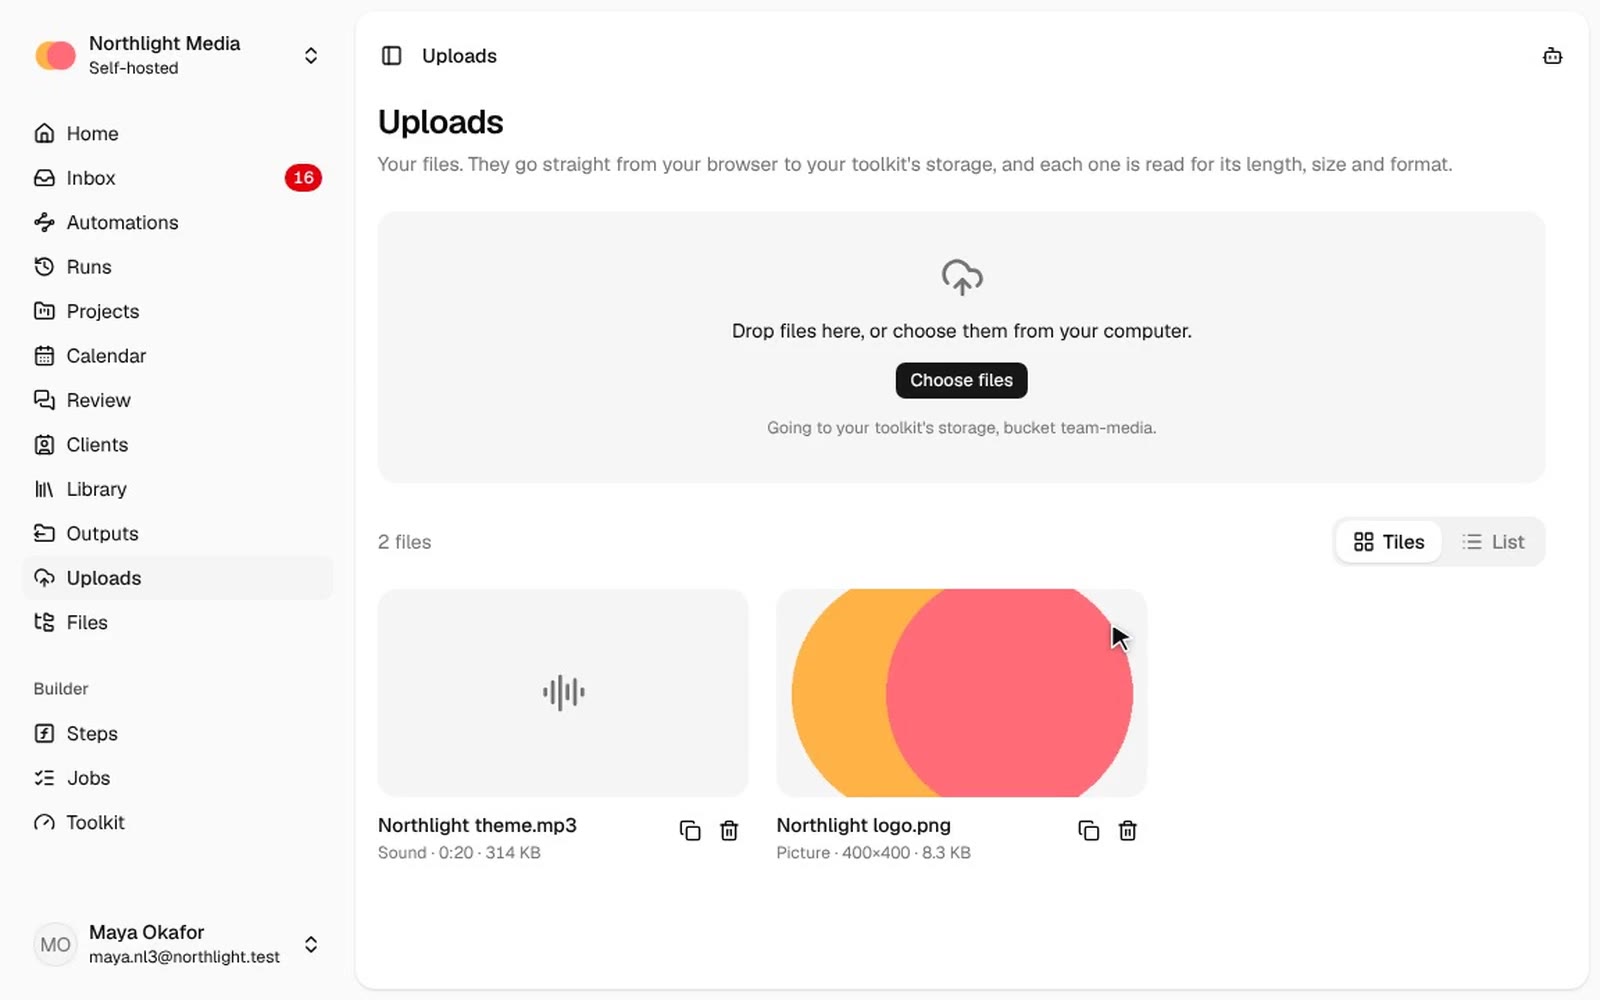 Northlight Media
Self-hosted
Home
Inbox
16
Automations
Runs
Projects
Calendar
Review
Clients
Library
Outputs
Uploads
Files
Builder
Steps
Jobs
Toolkit
MO
Maya Okafor
maya.nl3@northlight.test
Uploads
Uploads
Your files. They go straight from your browser to your toolkit's storage, and each one is read for its length, size and format.
Drop files here, or choose them from your computer.
Choose files
Going to your toolkit's storage, bucket team-media.
2 files
Tiles
List
Northlight theme.mp3
Sound · 0:20 · 314 KB
Northlight logo.png
Picture · 400×400 · 8.3 KB